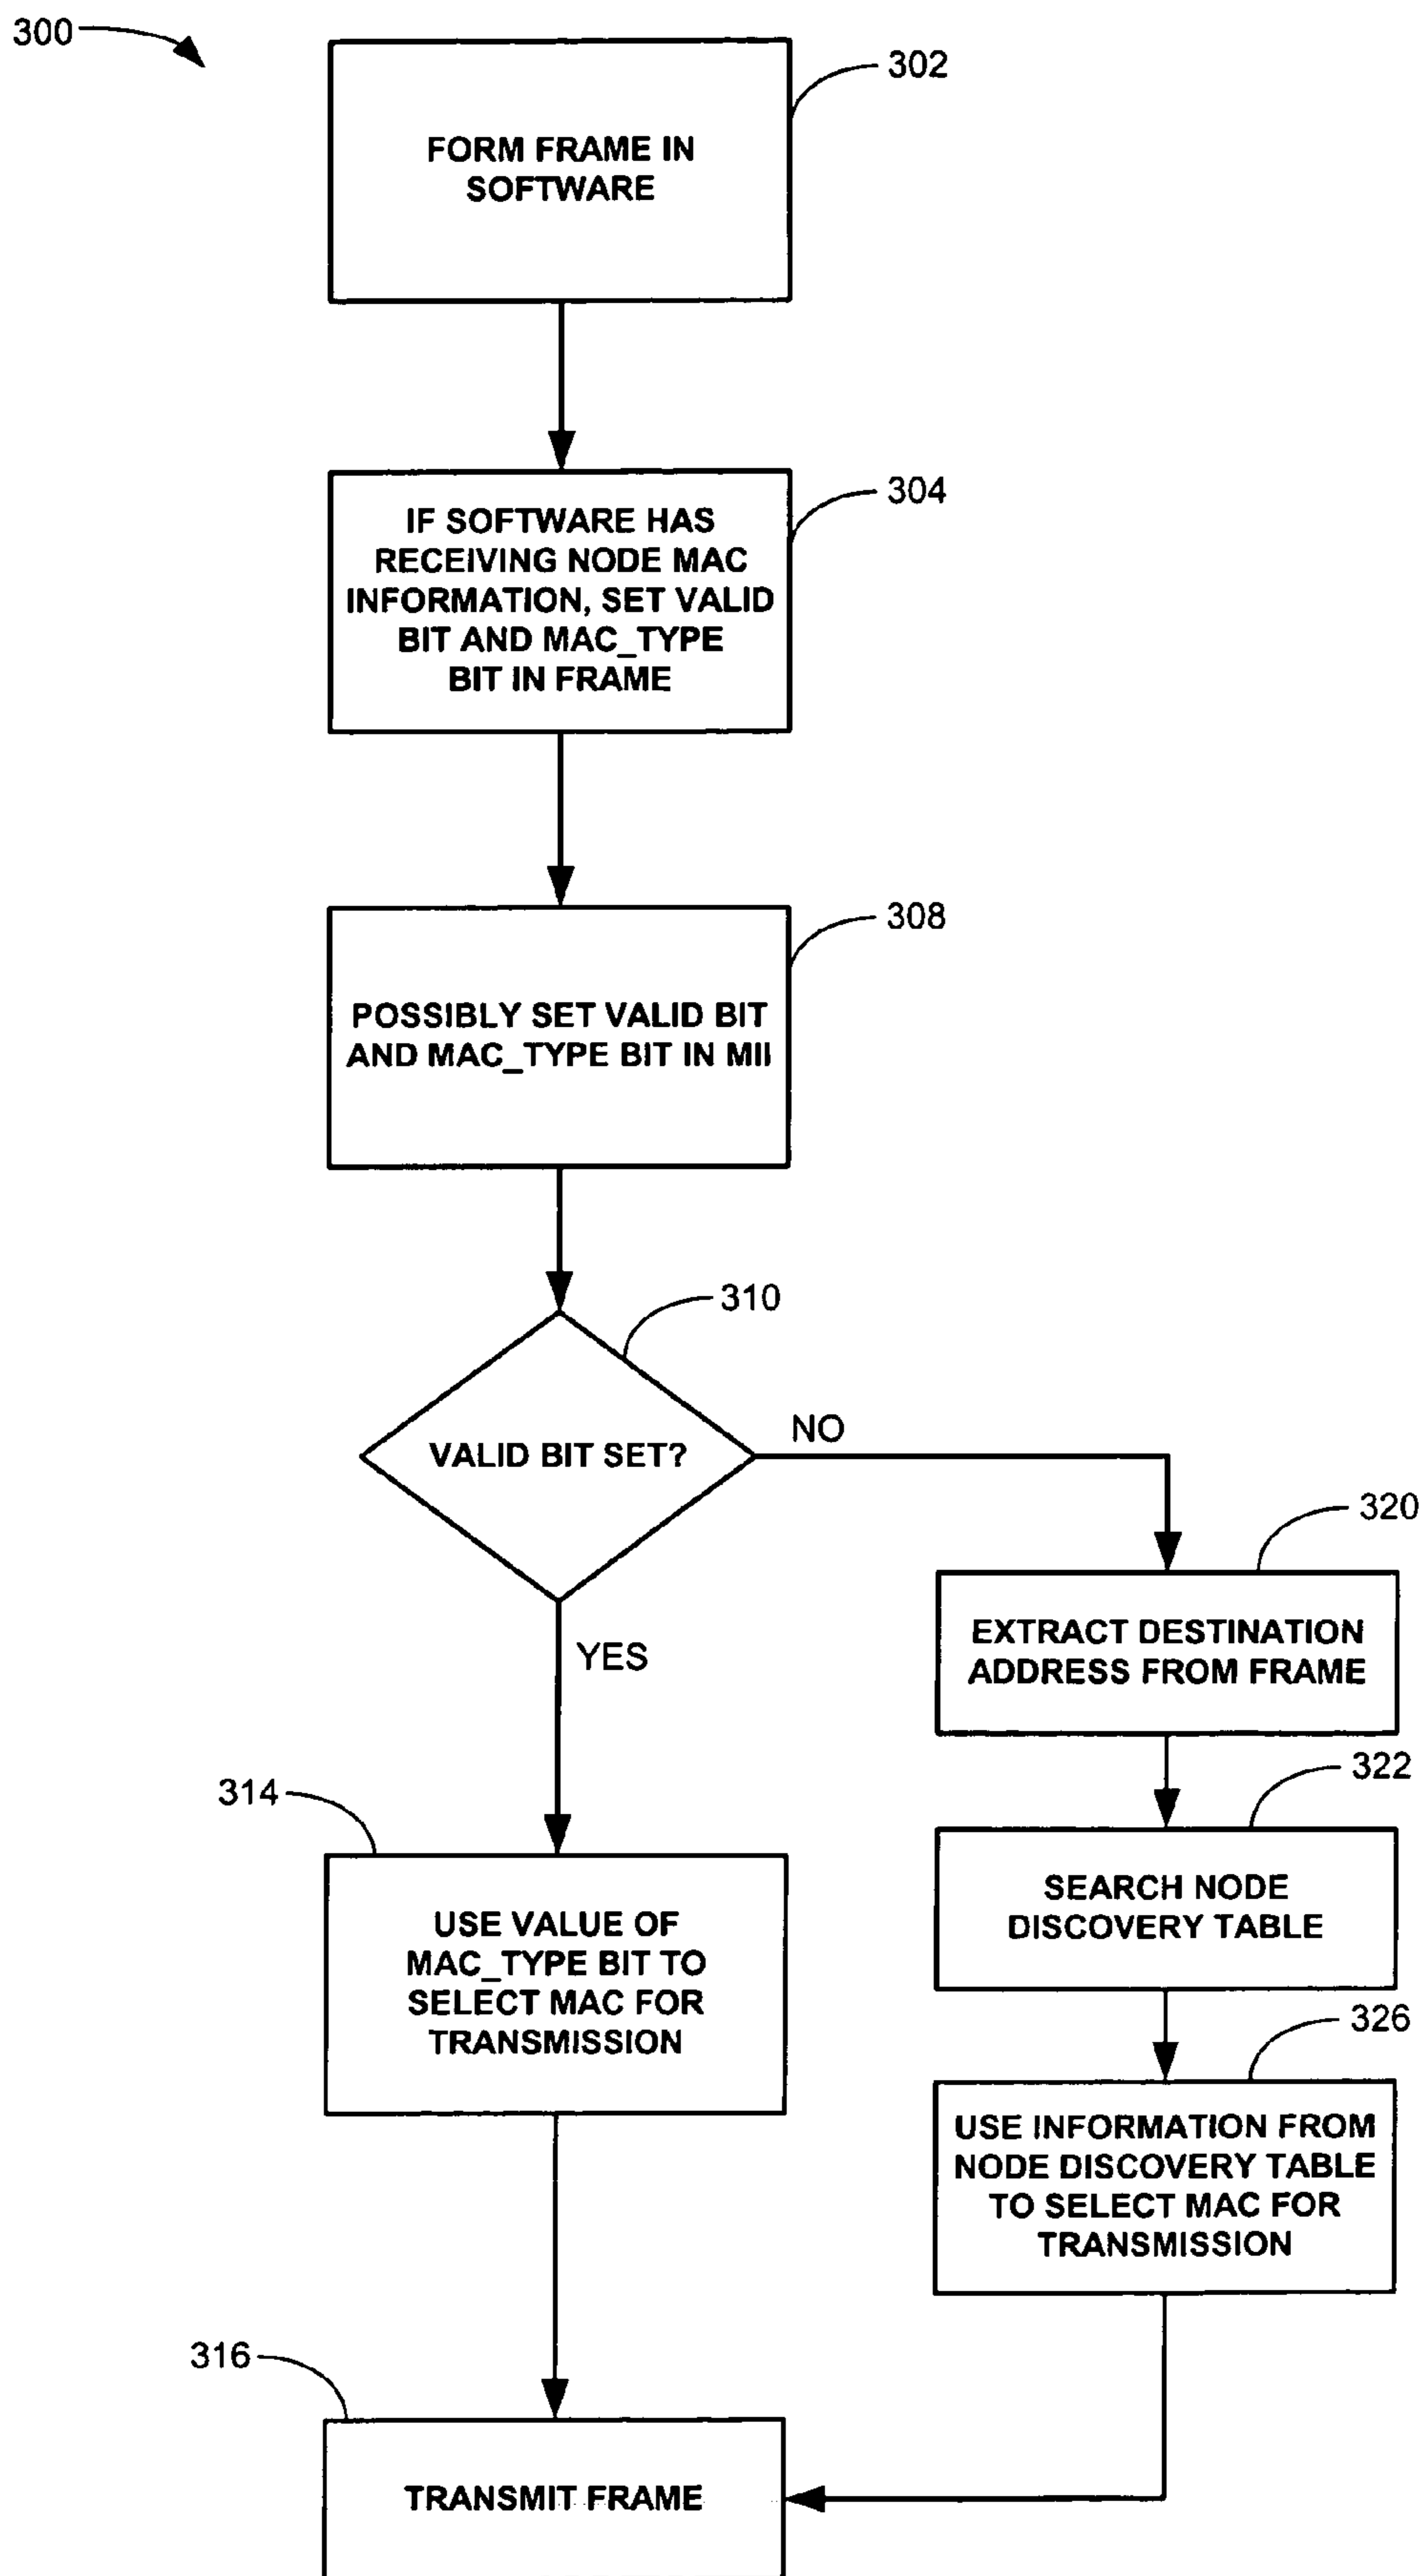 300
302
FORM FRAME IN
SOFTWARE
304
IF SOFTWARE HAS
RECEIVING NODE MAC
INFORMATION, SET VALID
BIT AND MAC_TYPE
BIT IN FRAME
308
POSSIBLY SET VALID BIT
AND MAC_TYPE BIT IN MII
310
VALID BIT SET?
NO
YES
320
EXTRACT DESTINATION
ADDRESS FROM FRAME
322
SEARCH NODE
DISCOVERY TABLE
314
USE VALUE OF
MAC_TYPE BIT TO
SELECT MAC FOR
TRANSMISSION
326
USE INFORMATION FROM
NODE DISCOVERY TABLE
TO SELECT MAC FOR
TRANSMISSION
316
TRANSMIT FRAME